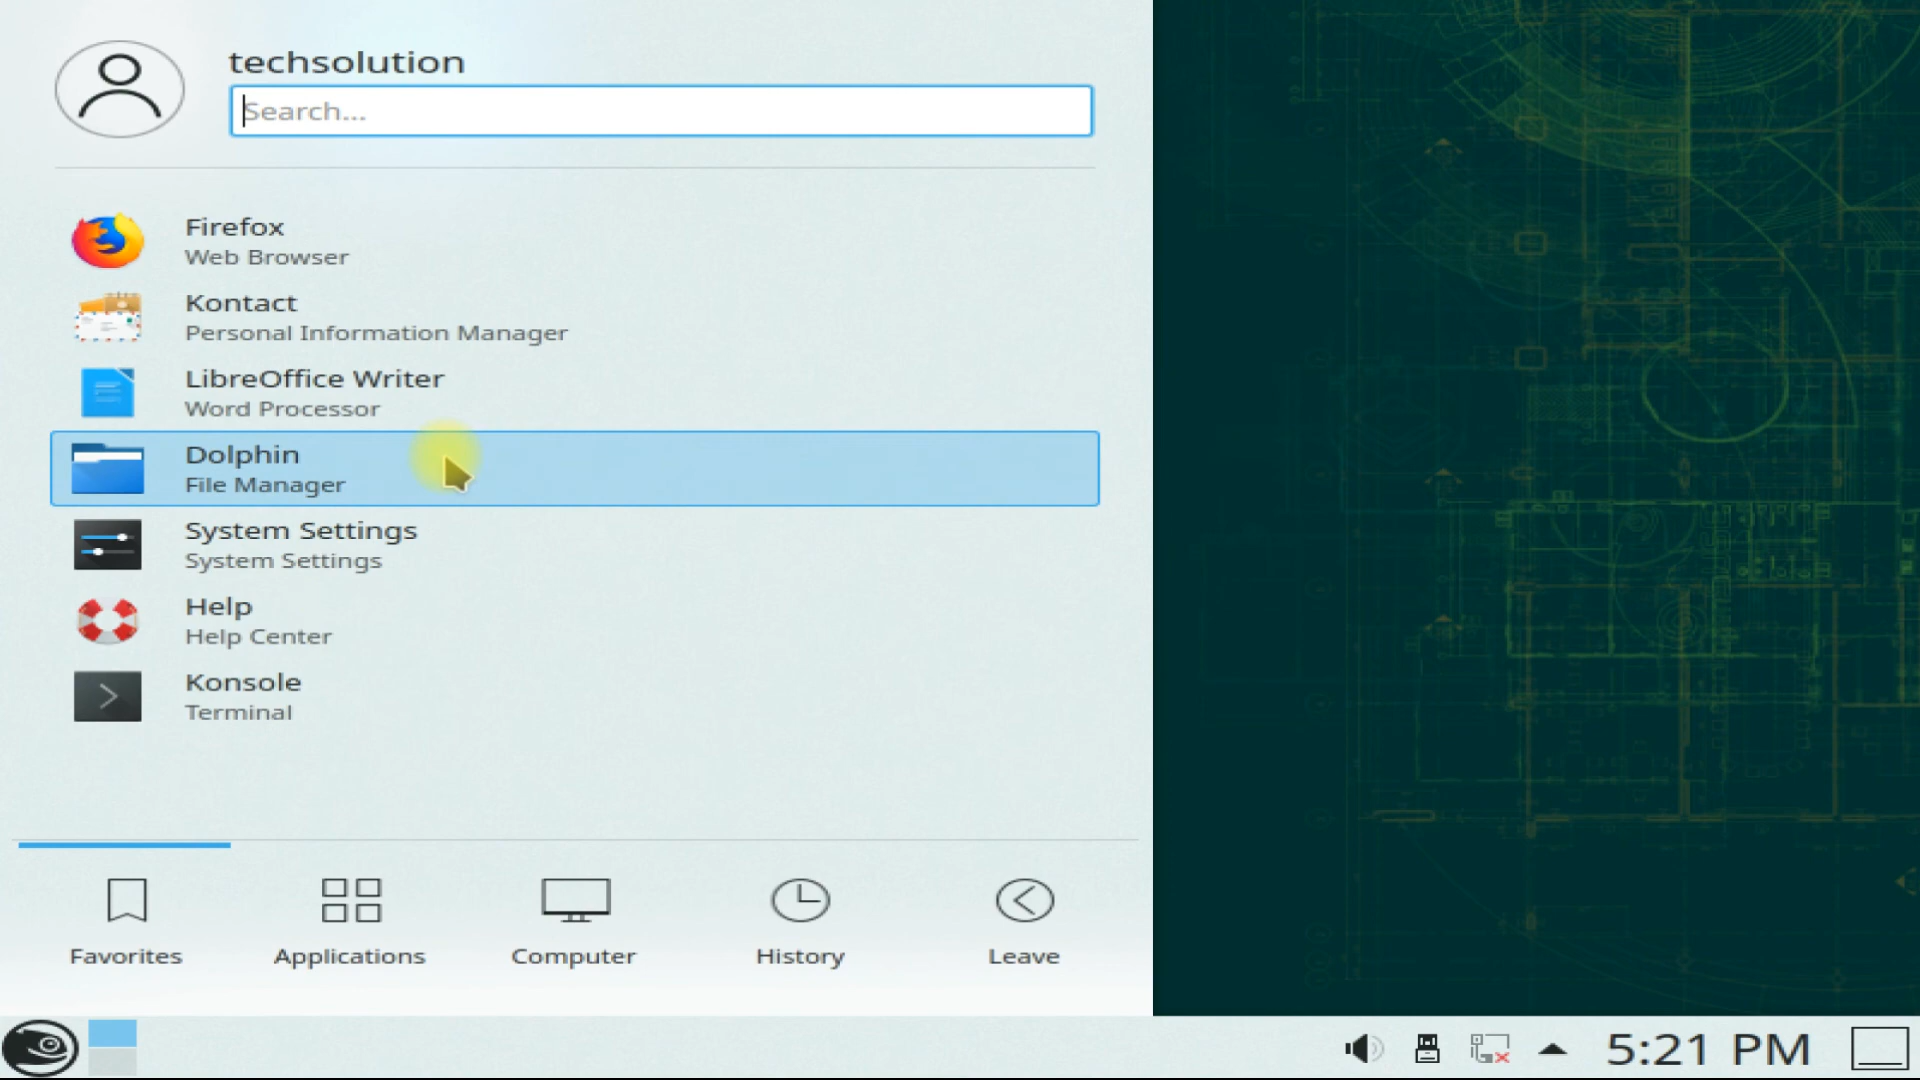 techsolution
Search...
Firefox
Web Browser
Kontact
Personal Information Manager
LibreOffice Writer
Word Processor
Dolphin
File Manager
System Settings
System Settings
Help
Help Center
Konsole
Terminal
Favorites
Applications
Computer
History
Leave
5:21 PM